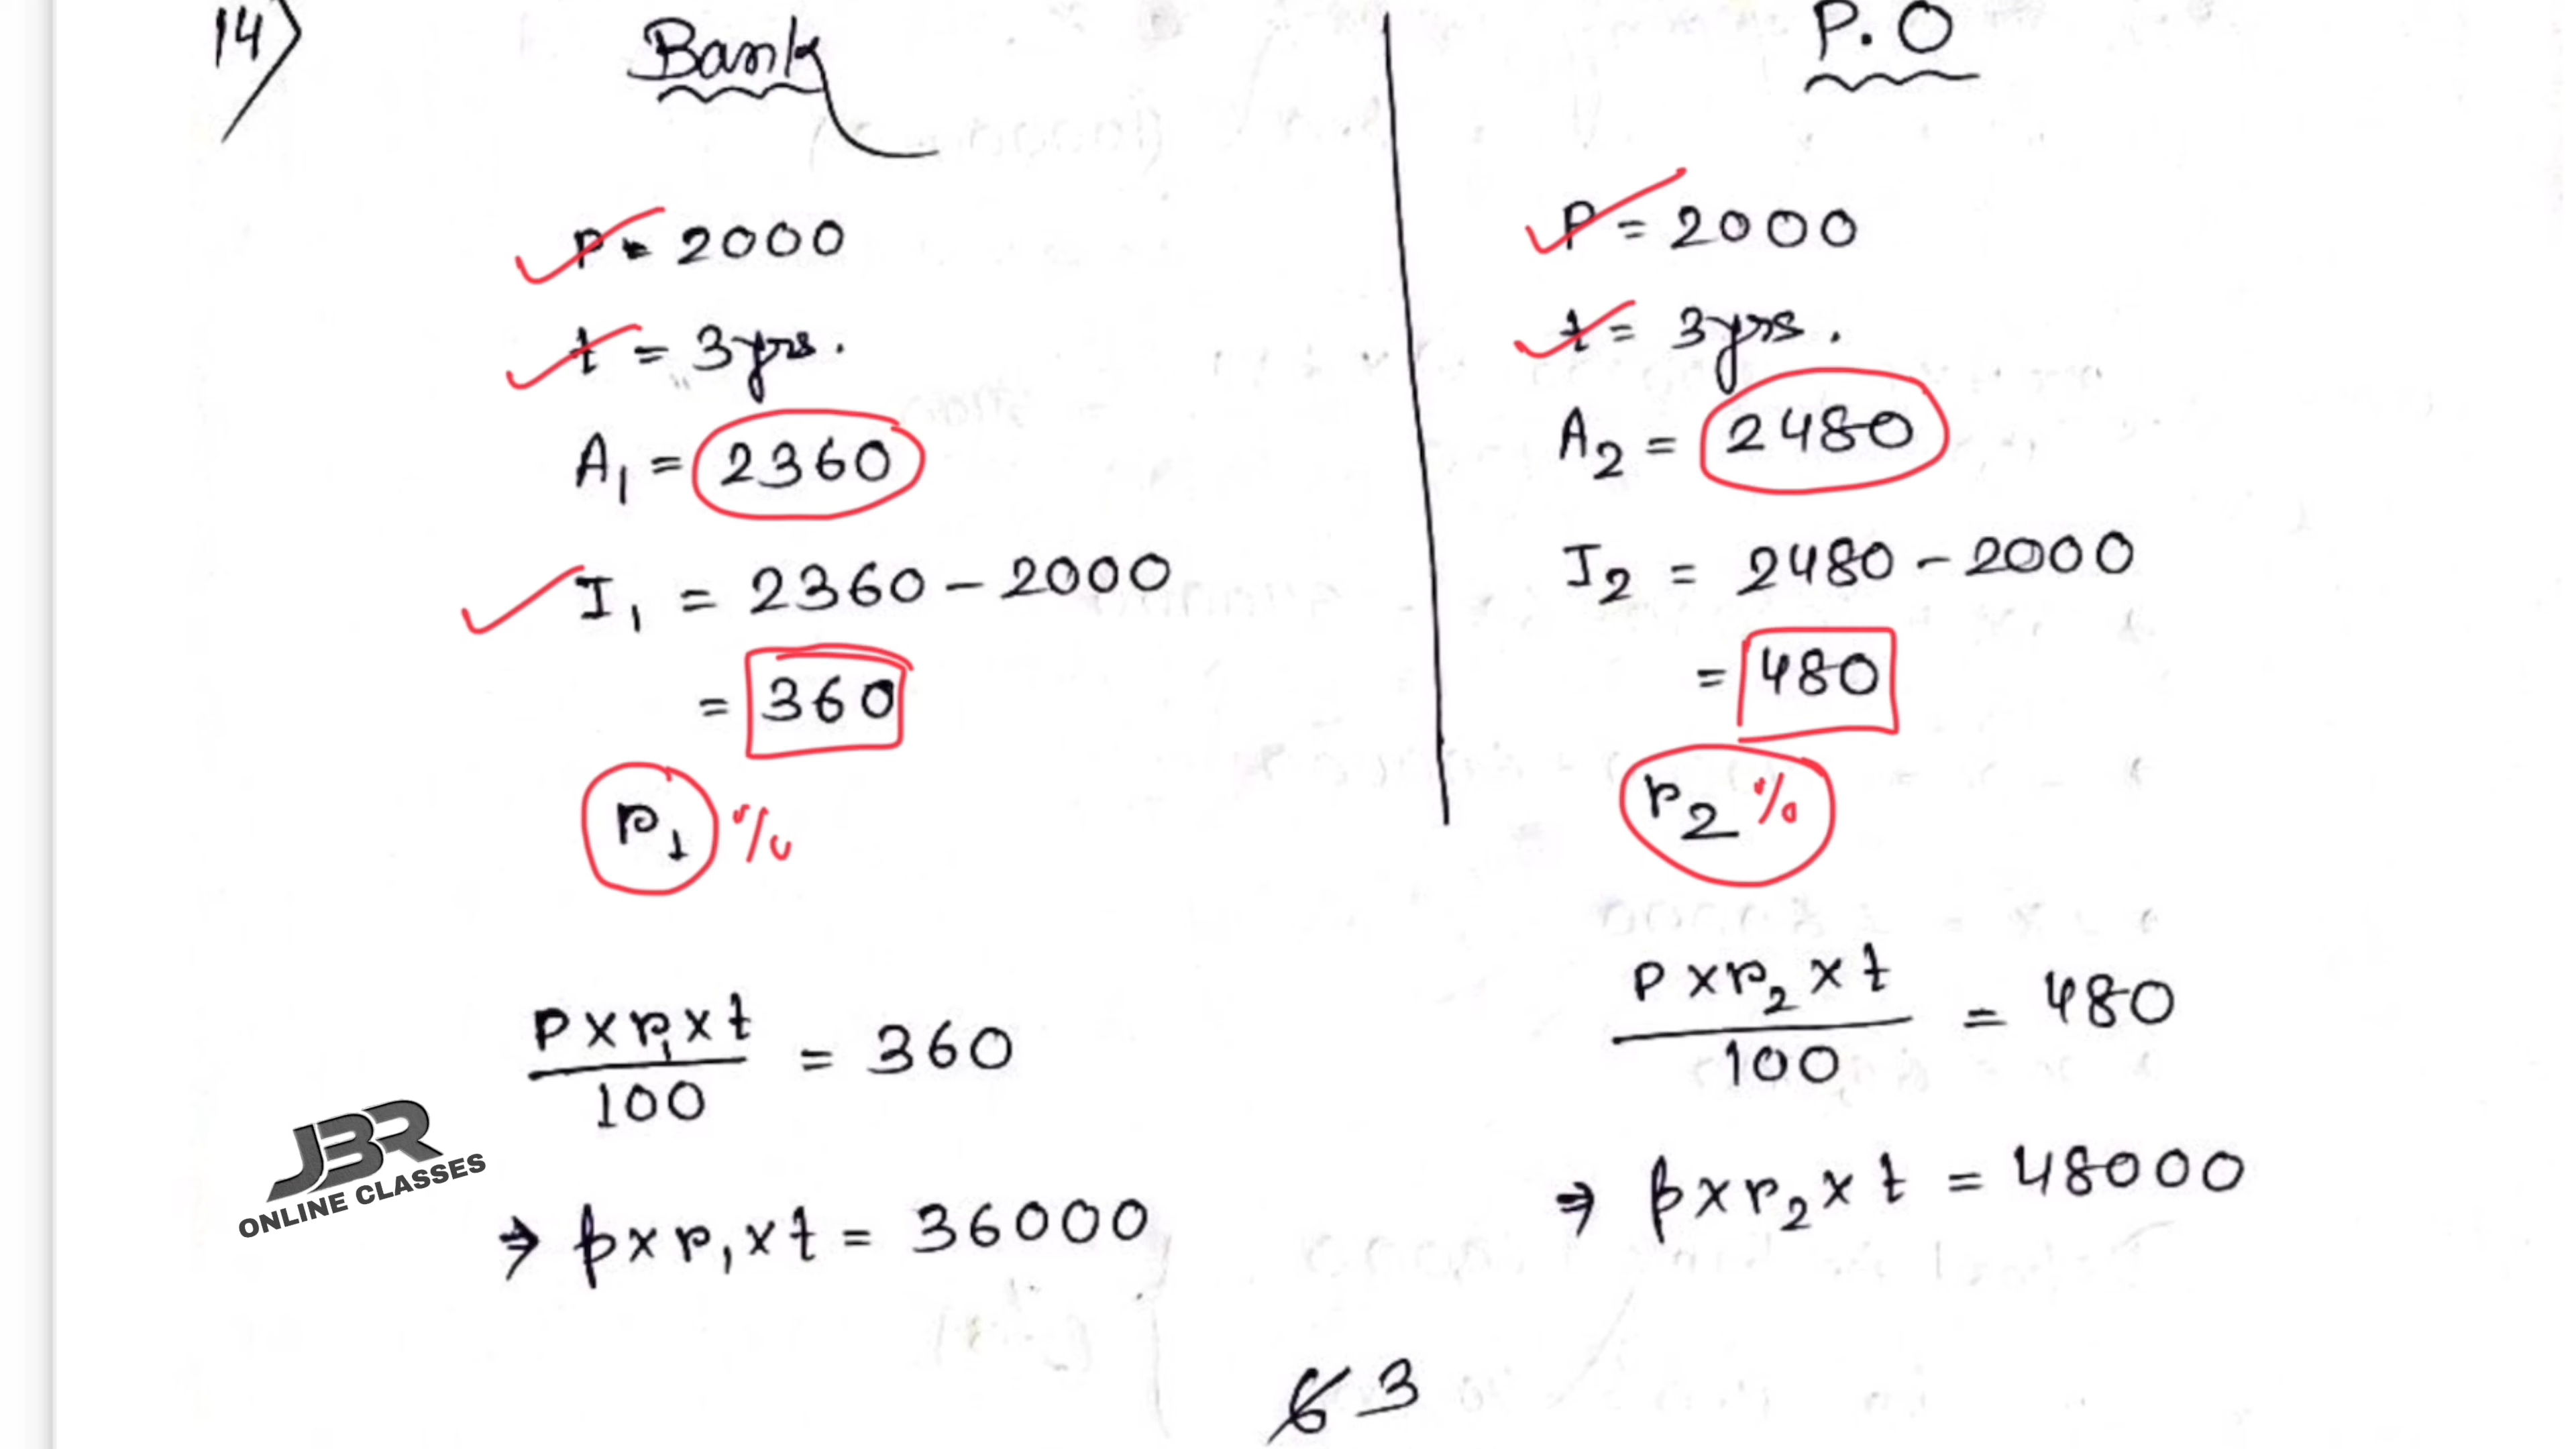 14)
Bank
P = 2000
t = 3yrs.
A₁ = 2360
I₁ = 2360 - 2000
= 360
r₁ %
P x r₁ x t / 100 = 360
⇒ p x r₁ x t = 36000
P.O
P = 2000
t = 3yrs.
A₂ = 2480
I₂ = 2480 - 2000
= 480
r₂ %
P x r₂ x t / 100 = 480
⇒ p x r₂ x t = 48000
JBR
ONLINE CLASSES
3